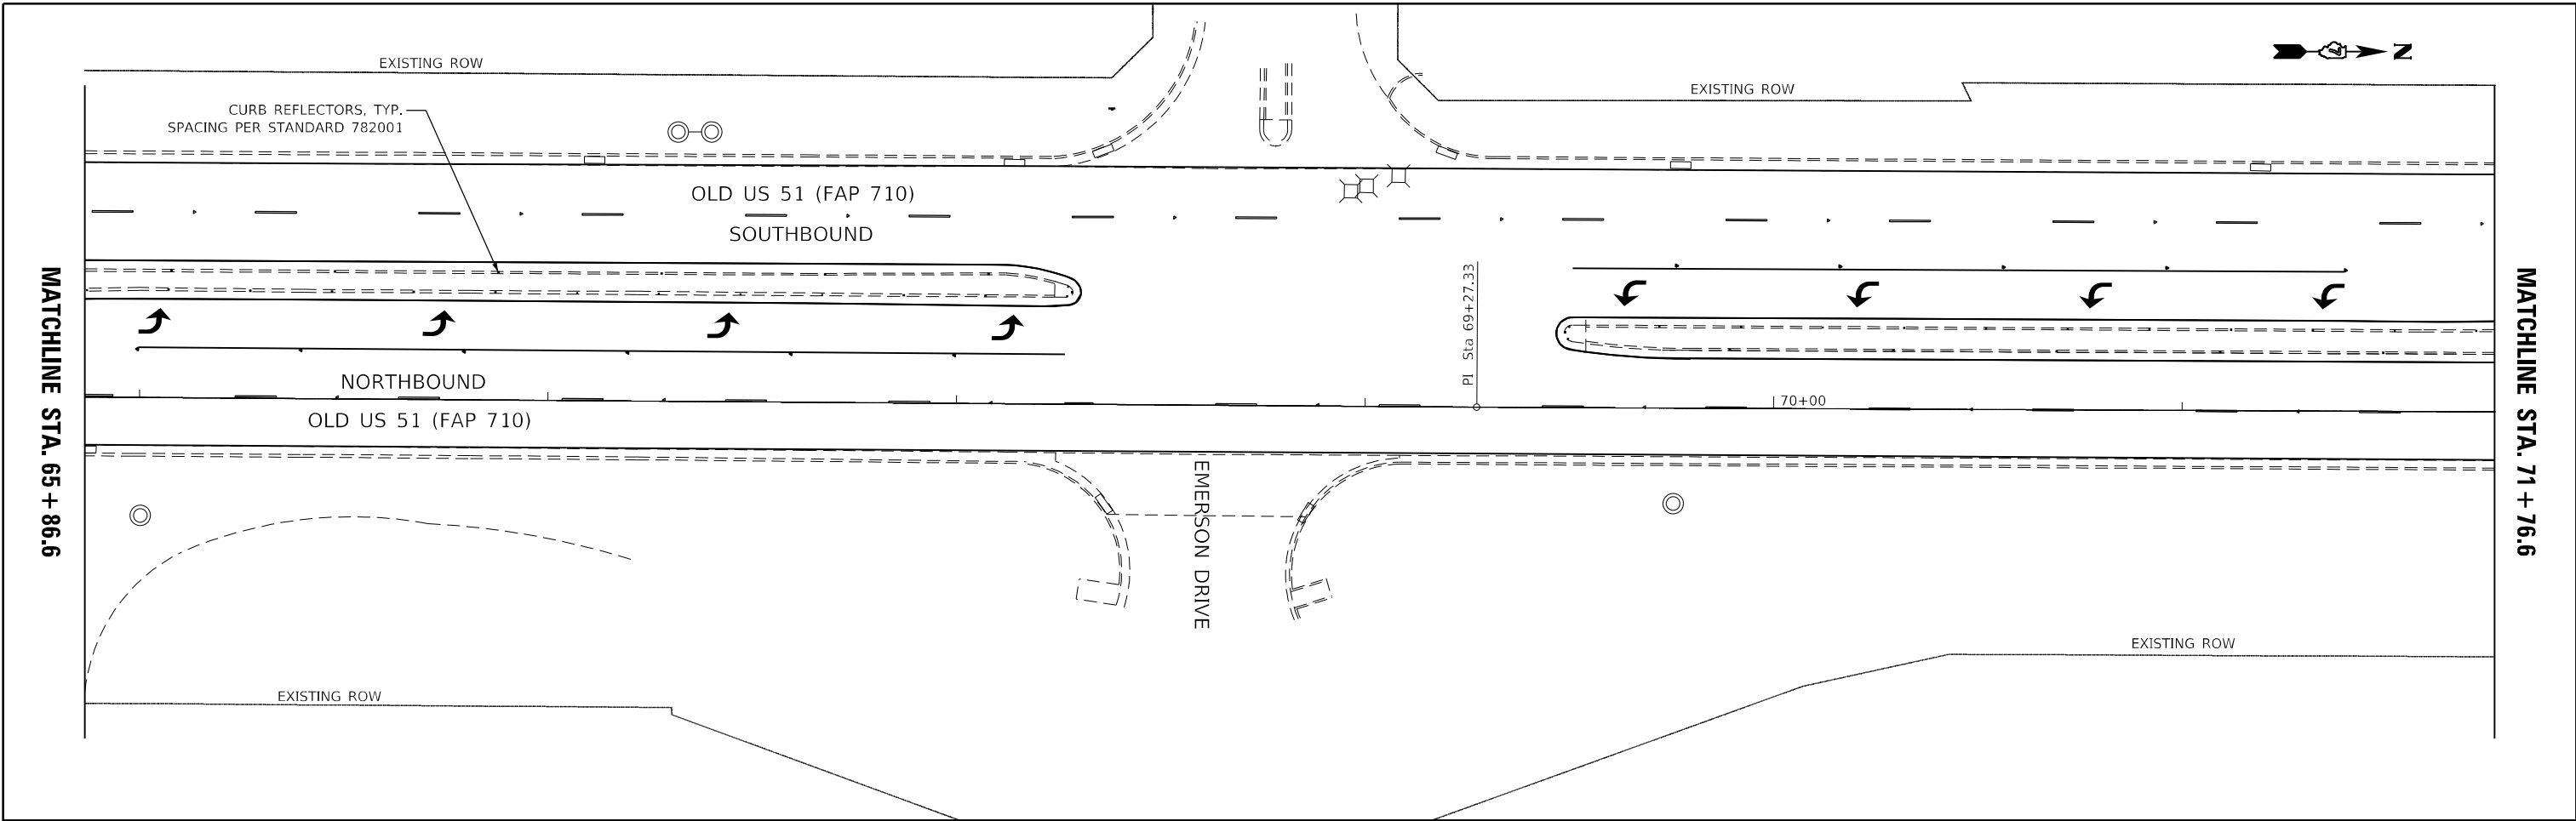 EXISTING ROW
N
EXISTING ROW
CURB REFLECTORS, TYP.
SPACING PER STANDARD 782001
OLD US 51 (FAP 710)
SOUTHBOUND
MATCHLINE STA. 65+86.6
PI Sta 69+27.33
MATCHLINE STA. 71+76.6
NORTHBOUND
70+00
OLD US 51 (FAP 710)
EMERSON DRIVE
EXISTING ROW
EXISTING ROW